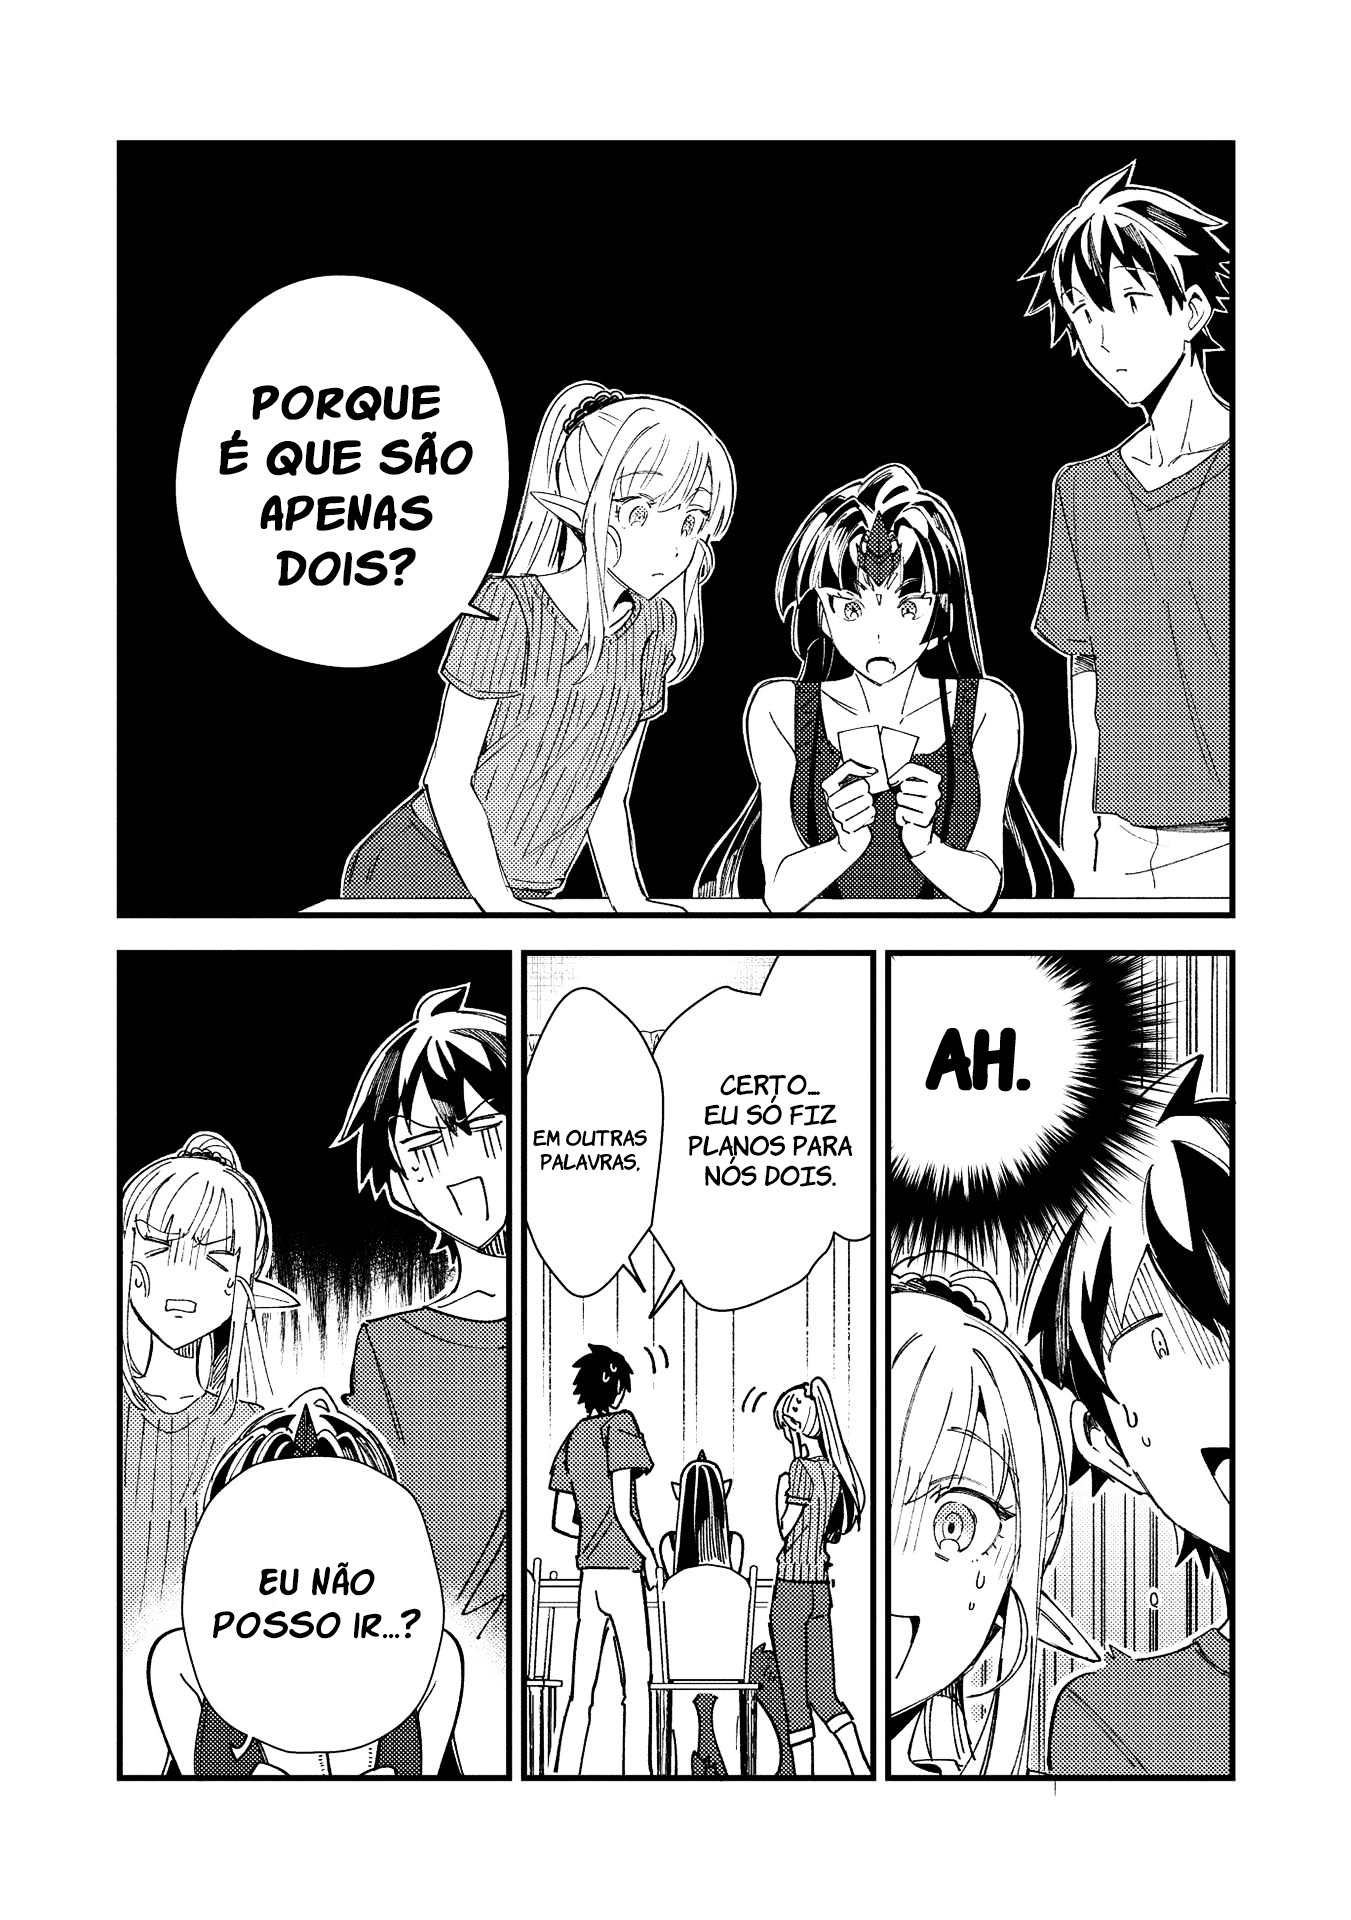 PORQUE
É QUE SÃO
APENAS
DOIS?
AH.
CERTO...
EU SÓ FIZ
PLANOS PARA
NÓS DOIS.
EM OUTRAS
PALAVRAS,
EU NÃO
POSSO IR...?